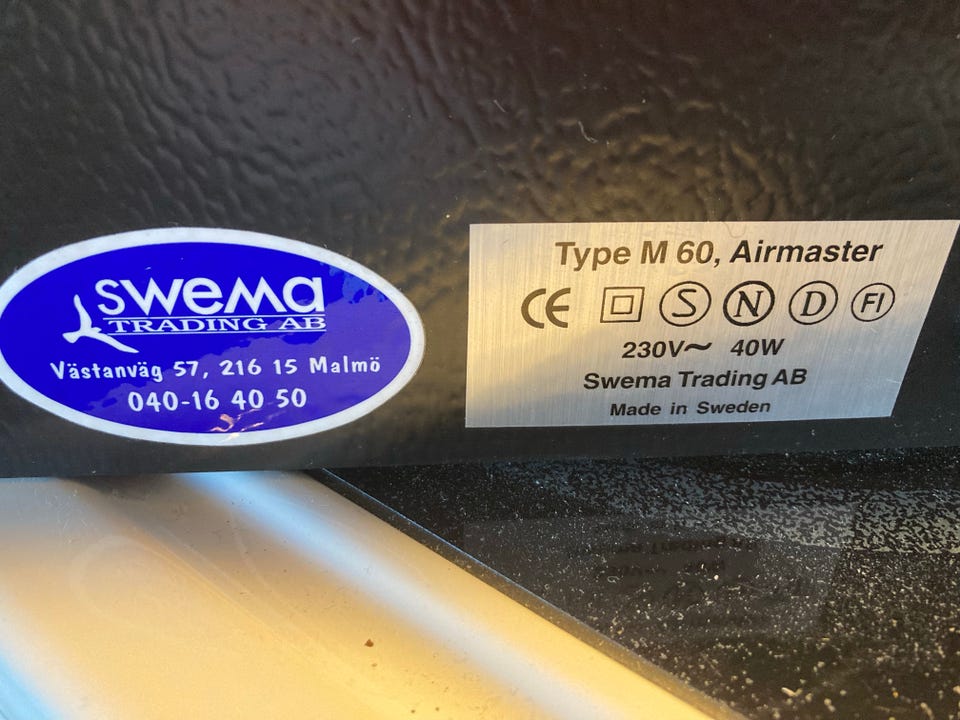 swema
TRADING AB
Västanväg 57, 216 15 Malmö
040-16 40 50
Type M 60, Airmaster
CE S N D FI
230V~ 40W
Swema Trading AB
Made in Sweden